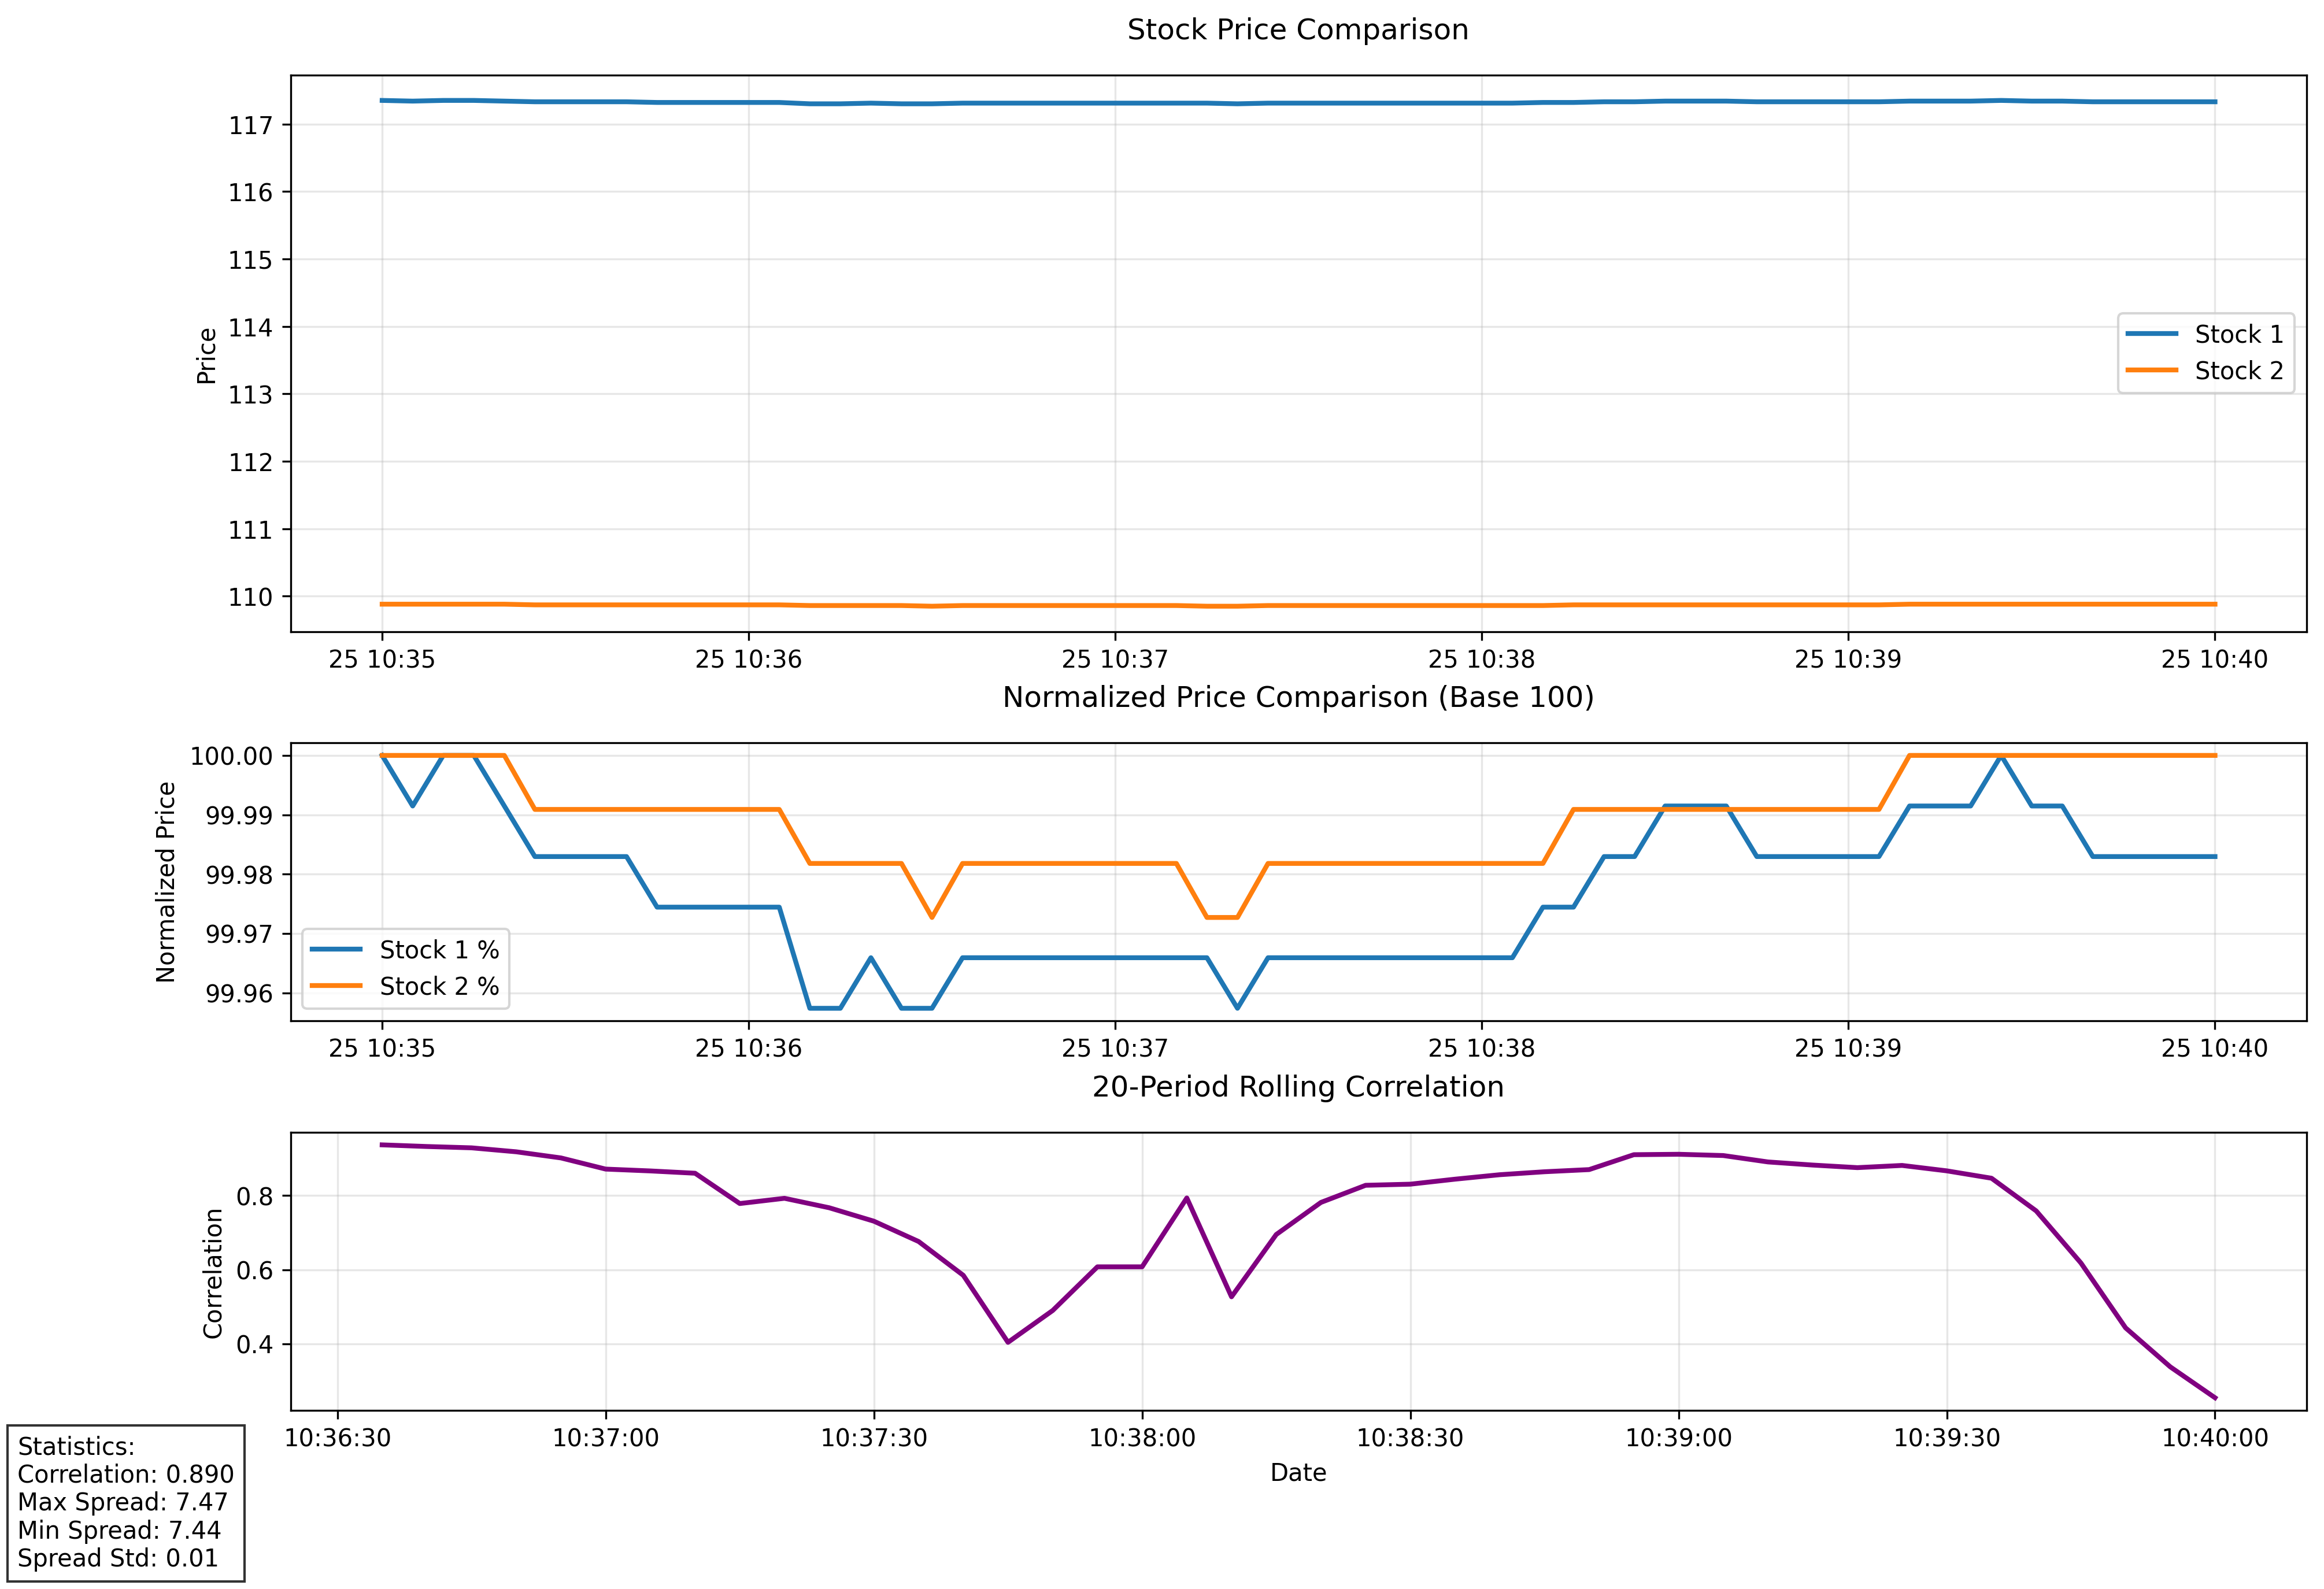 Stock Price Comparison
117
116
115
114
113
112
111
110
Price
Stock 1
Stock 2
25 10:35 25 10:36 25 10:37 25 10:38 25 10:39 25 10:40
Normalized Price Comparison (Base 100)
100.00
99.99
99.98
99.97
99.96
Normalized Price
Stock 1 %
Stock 2 %
25 10:35 25 10:36 25 10:37 25 10:38 25 10:39 25 10:40
20-Period Rolling Correlation
0.8
0.6
0.4
Correlation
10:36:30 10:37:00 10:37:30 10:38:00 10:38:30 10:39:00 10:39:30 10:40:00
Date
Statistics:
Correlation: 0.890
Max Spread: 7.47
Min Spread: 7.44
Spread Std: 0.01